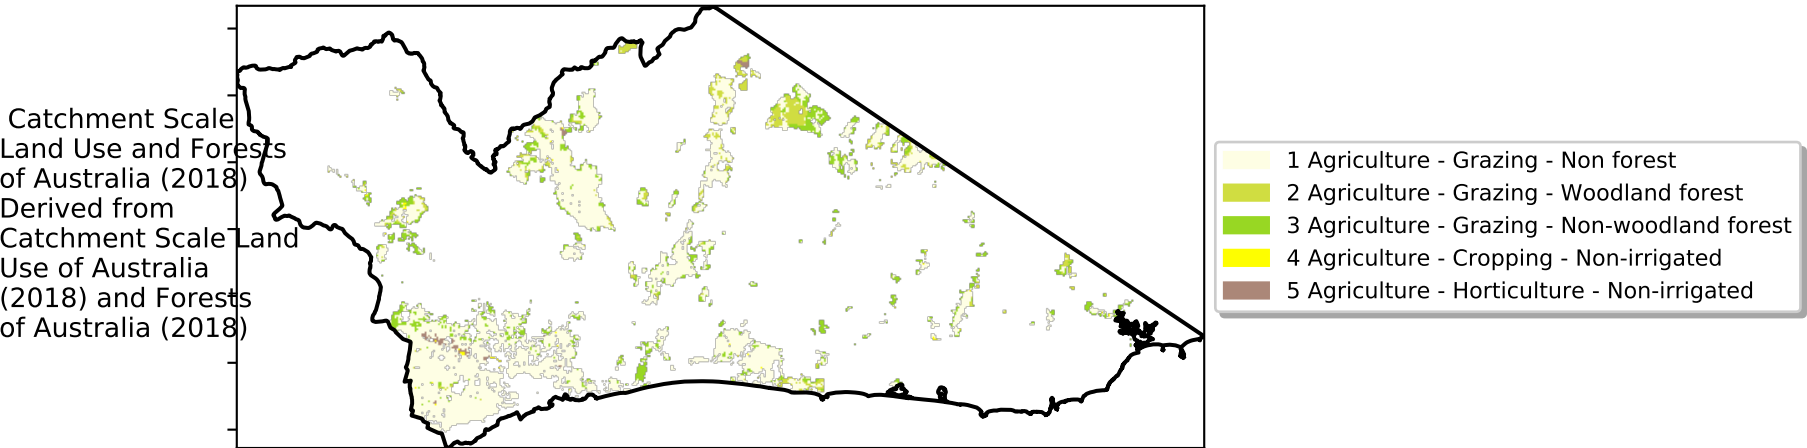 Catchment Scale
Land Use and Forests
of Australia (2018)
Derived from
Catchment Scale Land
Use of Australia
(2018) and Forests
of Australia (2018)
1 Agriculture - Grazing - Non forest
2 Agriculture - Grazing - Woodland forest
3 Agriculture - Grazing - Non-woodland forest
4 Agriculture - Cropping - Non-irrigated
5 Agriculture - Horticulture - Non-irrigated